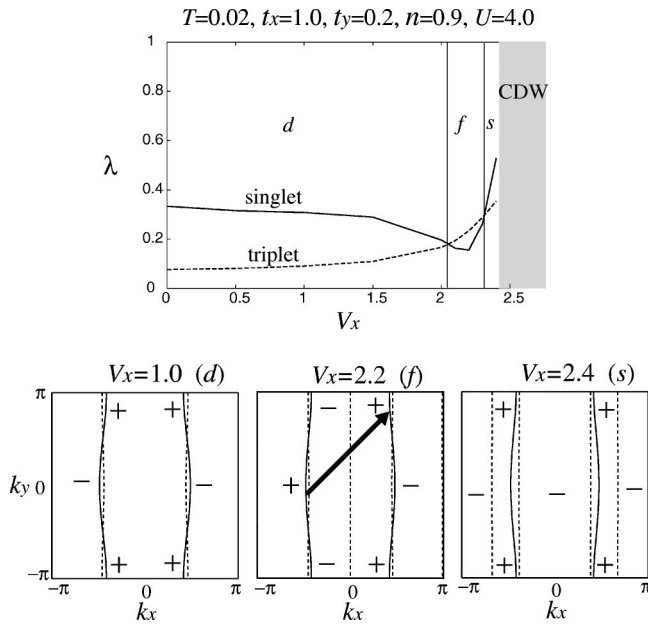 T=0.02, tx=1.0, ty=0.2, n=0.9, U=4.0
1
0.8
0.6
0.4
0.2
0
λ
d
f
s
CDW
singlet
triplet
0
0.5
1
1.5
2
2.5
Vx
Vx=1.0 (d)
Vx=2.2 (f)
Vx=2.4 (s)
π
ky 0
−π
+ +
− −
+ +
− +
+ −
− +
+ +
− − −
+ +
−π 0 π
kx
−π 0 π
kx
−π 0 π
kx